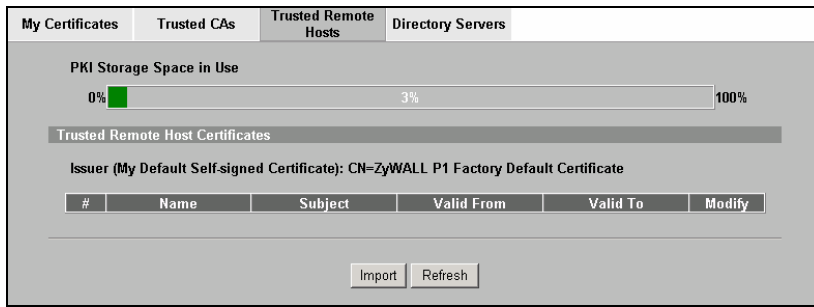 My Certificates Trusted CAs Trusted Remote Hosts Directory Servers
PKI Storage Space in Use
0% 3% 100%
Trusted Remote Host Certificates
Issuer (My Default Self-signed Certificate): CN=ZyWALL P1 Factory Default Certificate
# Name Subject Valid From Valid To Modify
Import Refresh